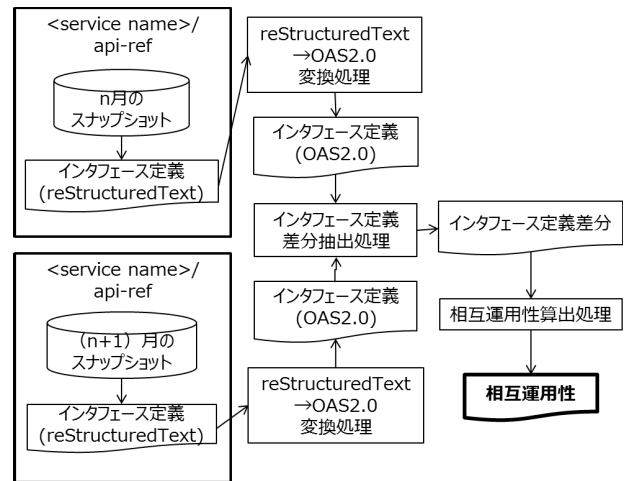 <service name>/
api-ref
n月の
スナップショット
インタフェース定義
(reStructuredText)
reStructuredText
→OAS2.0
変換処理
インタフェース定義
(OAS2.0)
インタフェース定義
差分抽出処理
インタフェース定義差分
相互運用性算出処理
相互運用性
<service name>/
api-ref
（n+1）月の
スナップショット
インタフェース定義
(reStructuredText)
reStructuredText
→OAS2.0
変換処理
インタフェース定義
(OAS2.0)